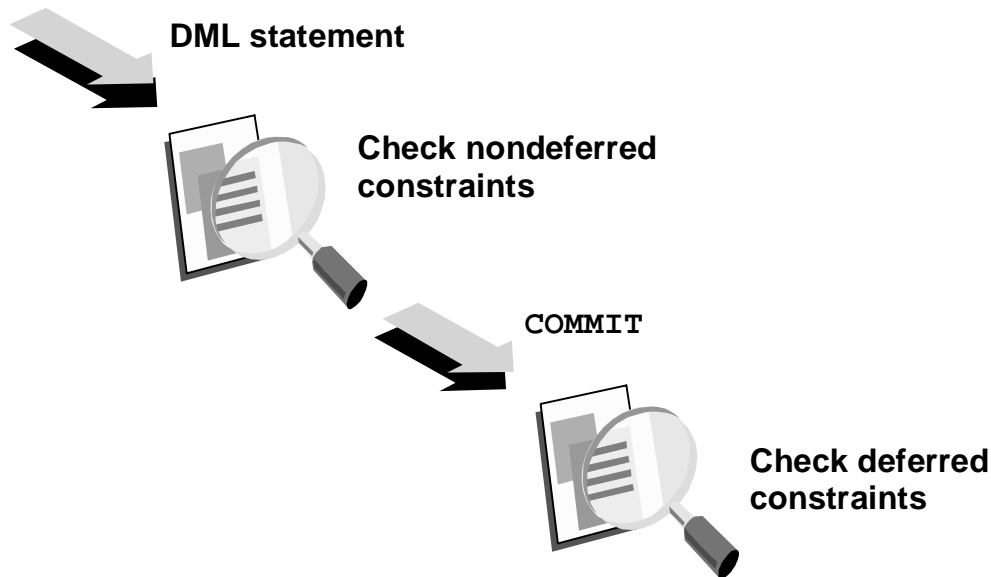 DML statement
Check nondeferred
constraints
COMMIT
Check deferred
constraints